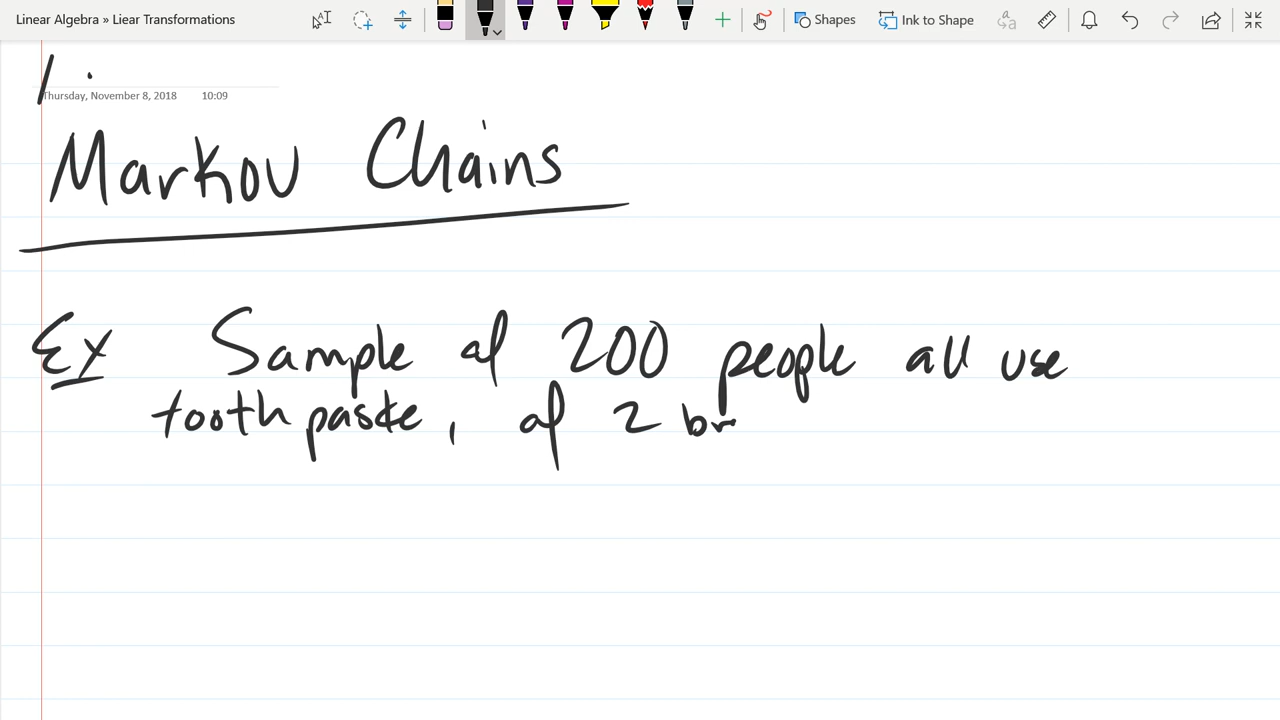 Linear Algebra » Liear Transformations
Shapes
Ink to Shape
Thursday, November 8, 2018 10:09
Markov Chains
Ex Sample of 200 people all use
toothpaste, of 2 br